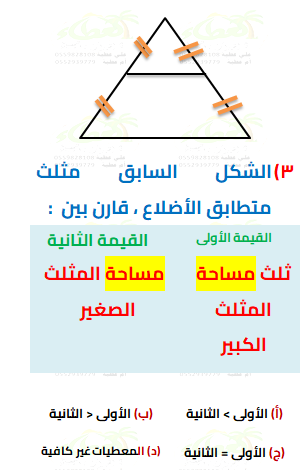 ٣) الشكل السابق مثلث
متطابق الأضلاع ، قارن بين :
القيمة الأولى القيمة الثانية
ثلث مساحة مساحة المثلث
المثلث الصغير
الكبير
(أ) الأولى > الثانية (ب) الأولى < الثانية
(ج) الأولى = الثانية (د) المعطيات غير كافية